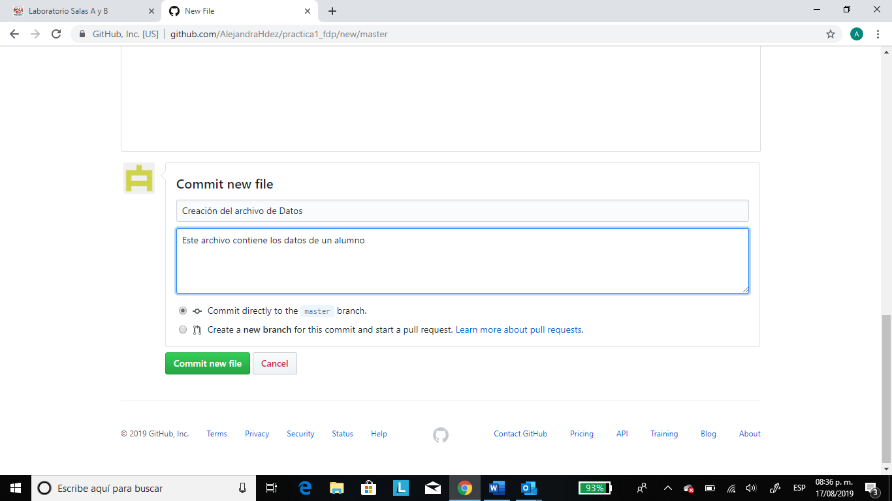 Laboratorio Salas A y B
New File
GitHub, Inc. [US]
github.com/AlejandraHdez/practica1_fdp/new/master
A
Commit new file
Creación del archivo de Datos
Este archivo contiene los datos de un alumno
Commit directly to the master branch.
Create a new branch for this commit and start a pull request. Learn more about pull requests.
Commit new file
Cancel
© 2019 GitHub, Inc. Terms Privacy Security Status Help Contact GitHub Pricing API Training Blog About
Escribe aquí para buscar
93%
ESP
08:36 p. m.
17/08/2019
3